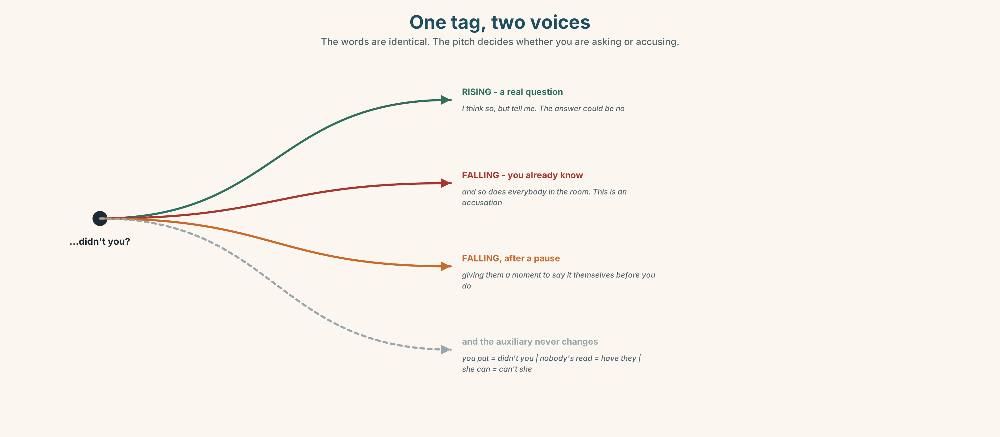 One tag, two voices
The words are identical. The pitch decides whether you are asking or accusing.
RISING - a real question
I think so, but tell me. The answer could be no
FALLING - you already know
and so does everybody in the room. This is an
accusation
...didn't you?
FALLING, after a pause
giving them a moment to say it themselves before you
do
and the auxiliary never changes
you put = didn't you | nobody's read = have they |
she can = can't she